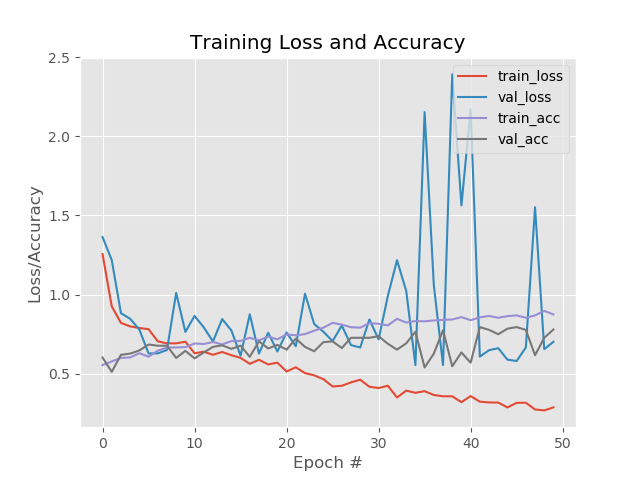 Training Loss and Accuracy
2.5
2.0
1.5
1.0
0.5
Loss/Accuracy
train_loss
val_loss
train_acc
val_acc
0 10 20 30 40 50
Epoch #